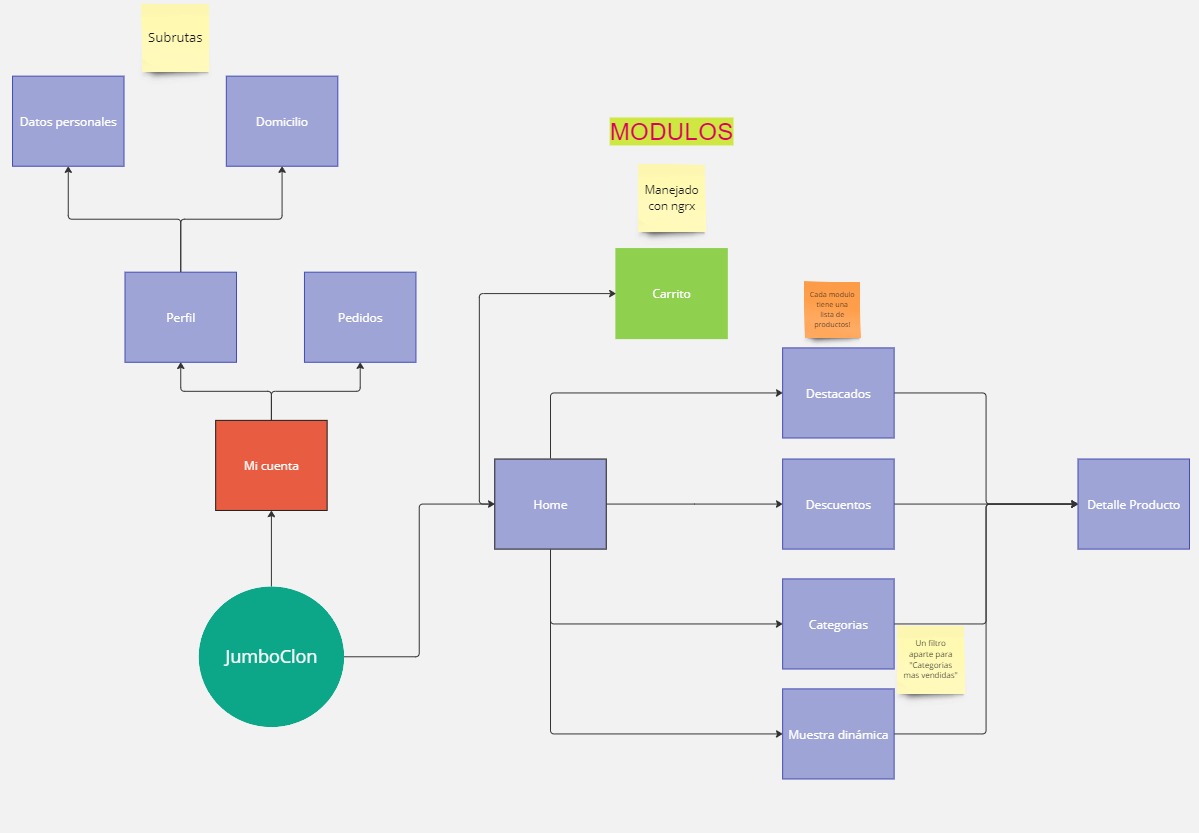 Subrutas
Datos personales
Domicilio
MODULOS
Manejado
con ngrx
Perfil
Pedidos
Carrito
Cada modulo
tiene una
lista de
productos!
Destacados
Mi cuenta
Home
Descuentos
Detalle Producto
Categorias
Un filtro
aparte para
"Categorias
mas vendidas"
JumboClon
Muestra dinámica